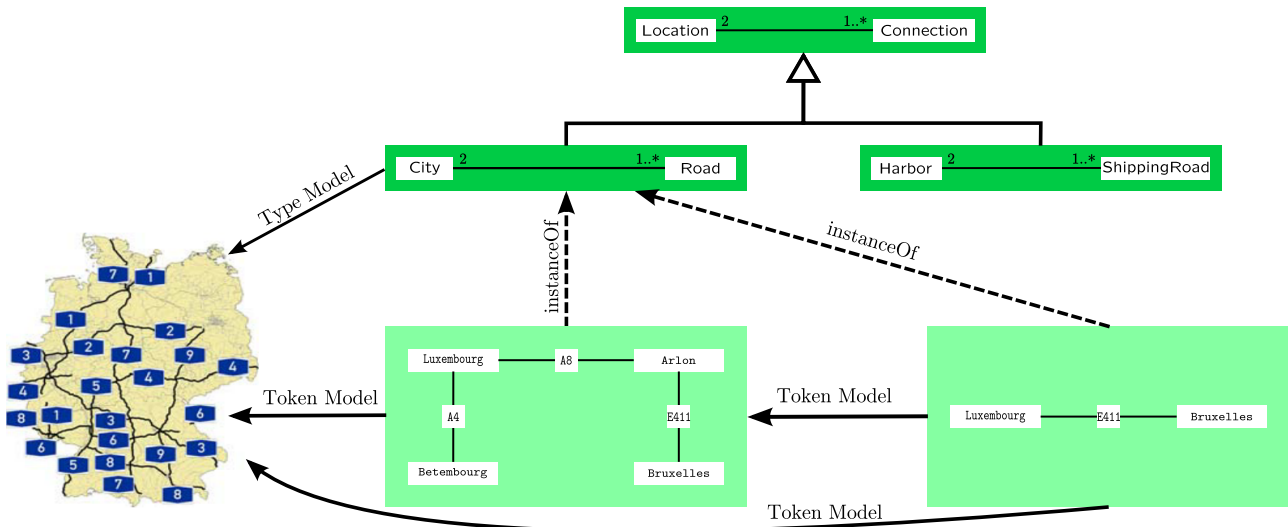 Location 2 1..* Connection
City 2 1..* Road
Harbor 2 1..* ShippingRoad
Type Model
instanceOf
instanceOf
7 1
1
2
3 2 7 9
4 5 4 4
8 1 3 6
6 6
5 8 9 3
7 8
Luxembourg A8 Arlon
A4 E411
Betembourg Bruxelles
Token Model
Token Model
Luxembourg E411 Bruxelles
Token Model